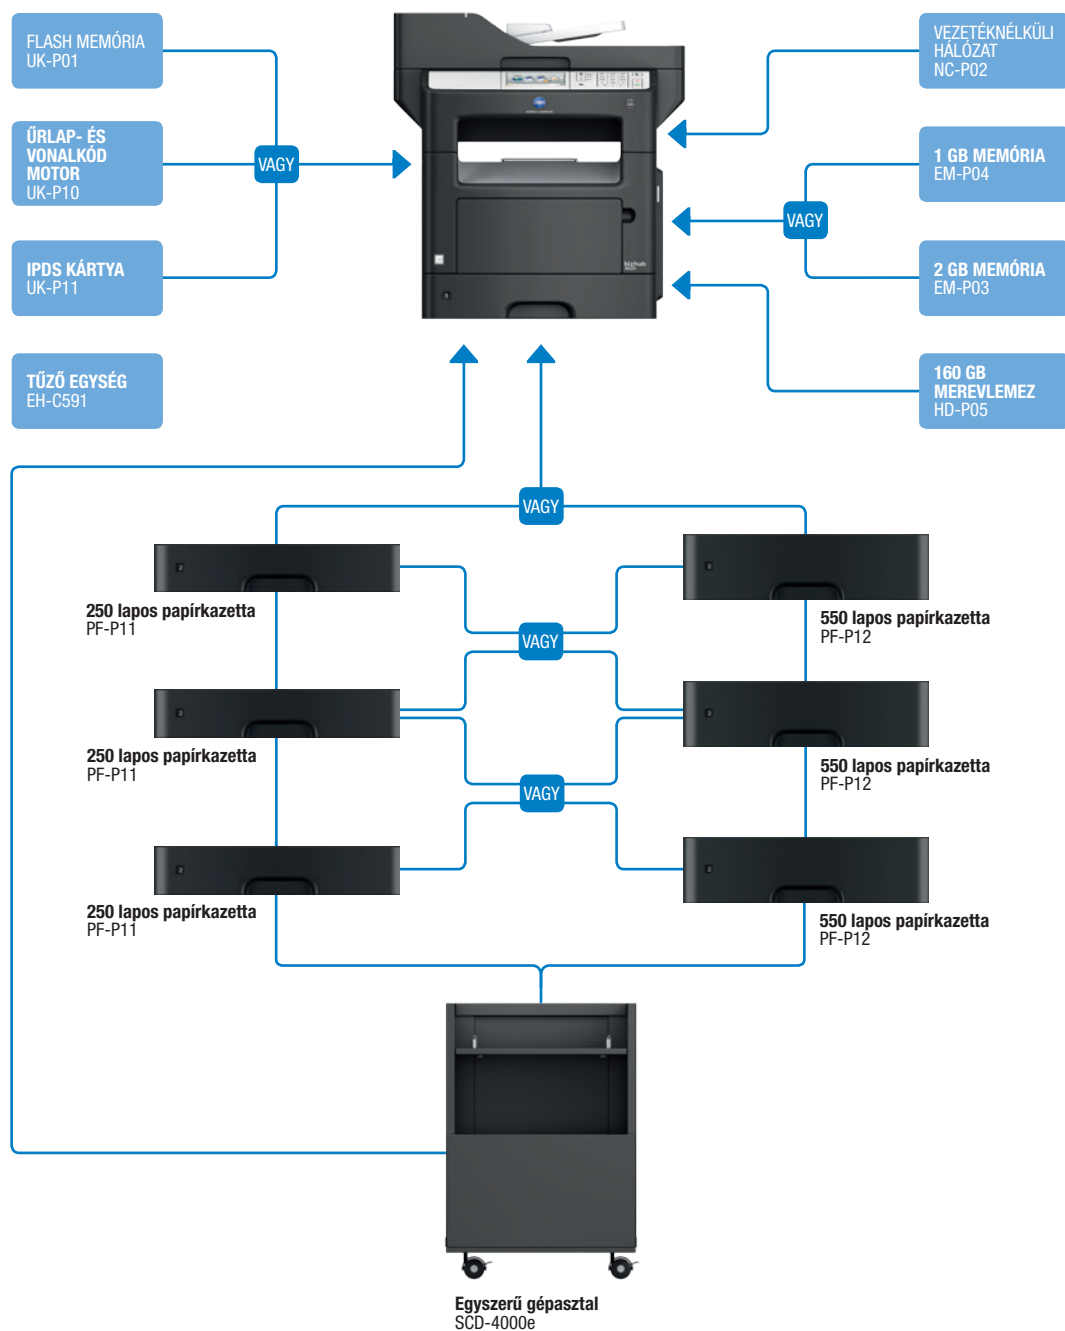 FLASH MEMÓRIA
UK-P01
ŰRLAP- ÉS
VONALKÓD
MOTOR
UK-P10
IPDS KÁRTYA
UK-P11
TŰZŐ EGYSÉG
EH-C591
VAGY
bizhub
VEZETÉKNÉLKÜLI
HÁLÓZAT
NC-P02
1 GB MEMÓRIA
EM-P04
VAGY
2 GB MEMÓRIA
EM-P03
160 GB
MEREVLEMEZ
HD-P05
VAGY
250 lapos papírkazetta
PF-P11
550 lapos papírkazetta
PF-P12
VAGY
250 lapos papírkazetta
PF-P11
550 lapos papírkazetta
PF-P12
VAGY
250 lapos papírkazetta
PF-P11
550 lapos papírkazetta
PF-P12
Egyszerű gépasztal
SCD-4000e